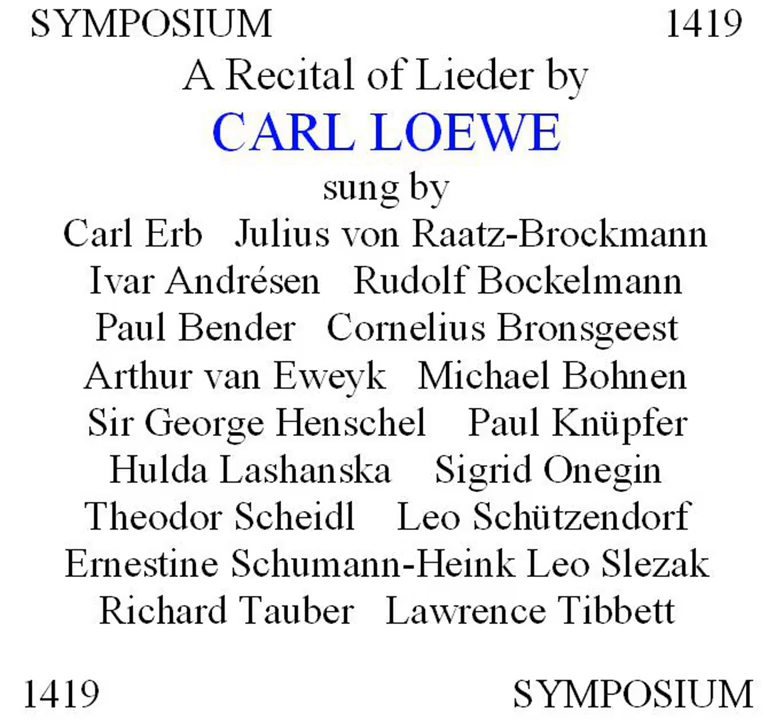 SYMPOSIUM 1419
A Recital of Lieder by
CARL LOEWE
sung by
Carl Erb Julius von Raatz-Brockmann
Ivar Andrésen Rudolf Bockelmann
Paul Bender Cornelius Bronsgeest
Arthur van Eweyk Michael Bohnen
Sir George Henschel Paul Knüpfer
Hulda Lashanska Sigrid Onegin
Theodor Scheidl Leo Schützendorf
Ernestine Schumann-Heink Leo Slezak
Richard Tauber Lawrence Tibbett
1419 SYMPOSIUM